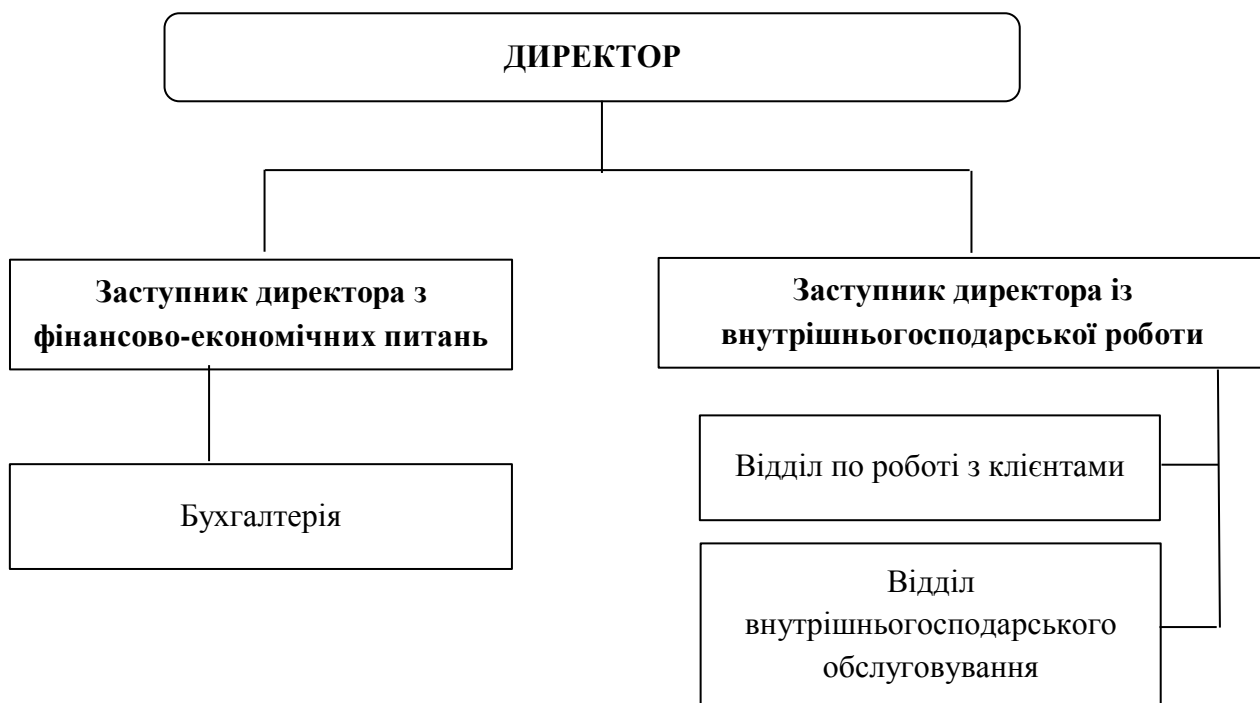 ДИРЕКТОР
Заступник директора з
фінансово-економічних питань
Бухгалтерія
Заступник директора із
внутрішньогосподарської роботи
Відділ по роботі з клієнтами
Відділ
внутрішньогосподарського
обслуговування